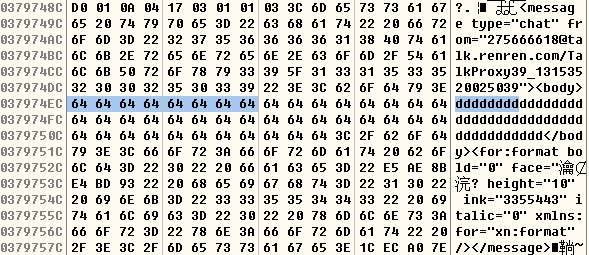 0379748C D0 01 0A 04 17 03 01 01 03 3C 6D 65 73 73 61 67 ?. <messag
0379749C 65 20 74 79 70 65 3D 22 63 68 61 74 22 20 66 72 e type="chat" fr
037974AC 6F 6D 3D 22 32 37 35 36 36 36 36 31 38 40 74 61 om="275666618@ta
037974BC 6C 6B 2E 72 65 6E 72 65 6E 2E 63 6F 6D 2F 54 61 lk.renren.com/Ta
037974CC 6C 6B 50 72 6F 78 79 33 39 5F 31 33 31 35 33 35 lkProxy39_131535
037974DC 32 30 30 32 35 30 33 39 22 3E 3C 62 6F 64 79 3E 20025039"><body>
037974EC 64 64 64 64 64 64 64 64 64 64 64 64 64 64 64 64 dddddddddddddddd
037974FC 64 64 64 64 64 64 64 64 64 64 64 64 64 64 64 64 dddddddddddddddd
0379750C 64 64 64 64 64 64 64 64 64 64 64 3C 2F 62 6F 64 ddddddddddd</bod
0379751C 79 3E 3C 66 6F 72 3A 66 6F 72 6D 61 74 20 62 6F y><for:format bo
0379752C 6C 64 3D 22 30 22 20 66 61 63 65 3D 22 E5 AE 8B ld="0" face="瀹
0379753C E4 BD 93 22 20 68 65 69 67 68 74 3D 22 31 30 22 浣? height="10"
0379754C 20 69 6E 6B 3D 22 33 33 35 35 34 34 33 22 20 69 ink="3355443" i
0379755C 74 61 6C 69 63 3D 22 30 22 20 78 6D 6C 6E 73 3A talic="0" xmlns:
0379756C 66 6F 72 3D 22 78 6E 3A 66 6F 72 6D 61 74 22 20 for="xn:format"
0379757C 2F 3E 3C 2F 6D 65 73 73 61 67 65 3E 1C EC A0 7E /></message>■鞝~